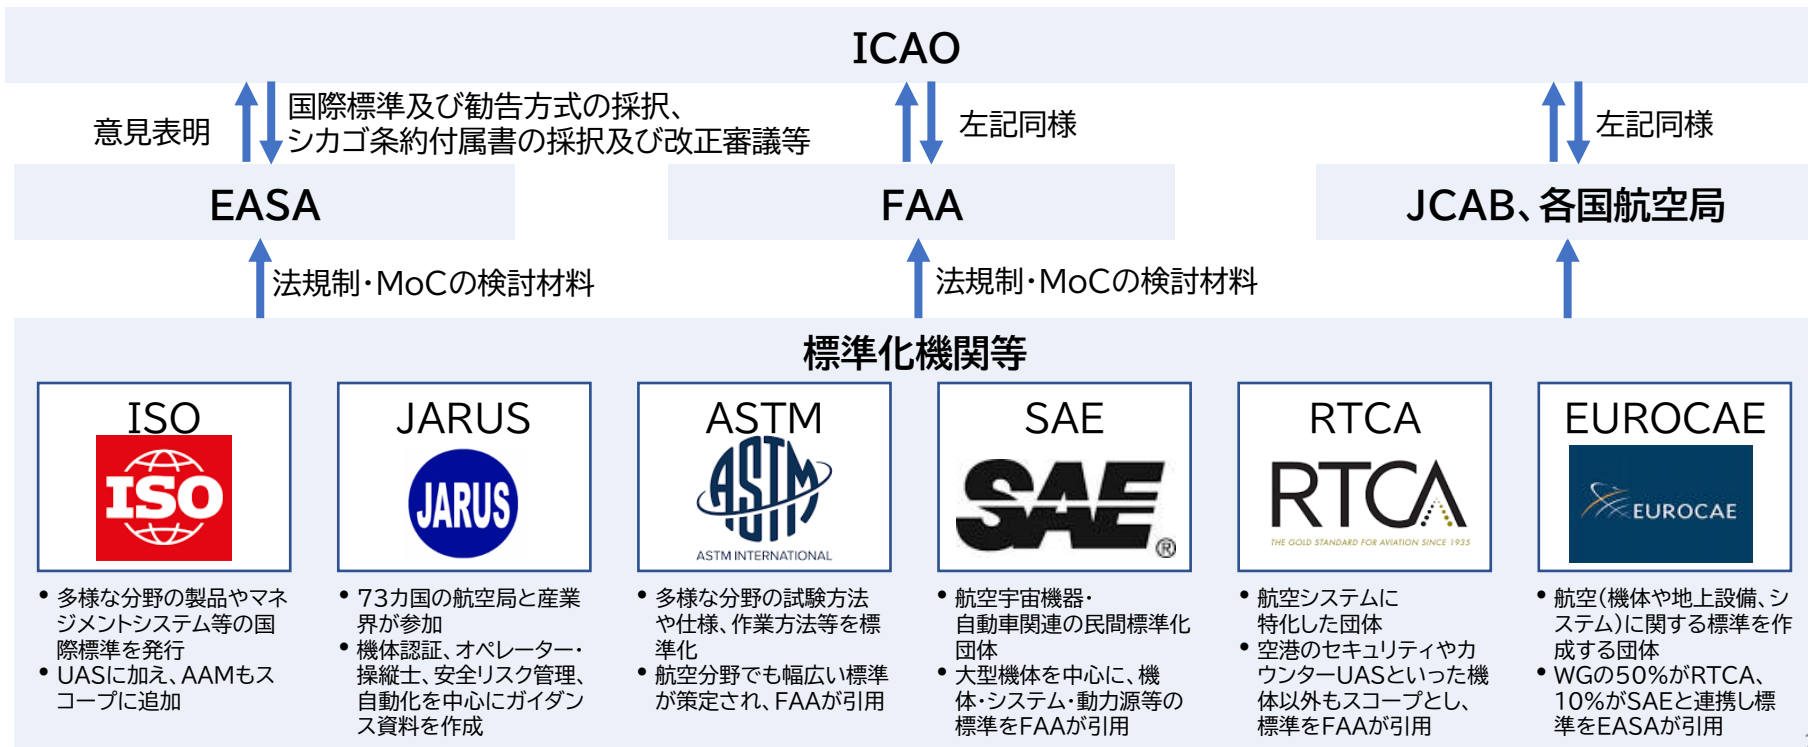 ICAO
意見表明
国際標準及び勧告方式の採択、
シカゴ条約付属書の採択及び改正審議等
左記同様
左記同様
EASA
FAA
JCAB、各国航空局
法規制・MoCの検討材料
法規制・MoCの検討材料
標準化機関等
ISO
ISO
• 多様な分野の製品やマネ
ジメントシステム等の国
際標準を発行
• UASに加え、AAMもス
コープに追加
JARUS
JARUS
• 73カ国の航空局と産業
界が参加
• 機体認証、オペレーター・
操縦士、安全リスク管理、
自動化を中心にガイダン
ス資料を作成
ASTM
ASTM
ASTM INTERNATIONAL
• 多様な分野の試験方法
や仕様、作業方法等を標
準化
• 航空分野でも幅広い標準
が策定され、FAAが引用
SAE
SAE®
• 航空宇宙機器・
自動車関連の民間標準化
団体
• 大型機体を中心に、機
体・システム・動力源等の
標準をFAAが引用
RTCA
RTCA
THE GOLD STANDARD FOR AVIATION SINCE 1935
• 航空システムに
特化した団体
• 空港のセキュリティやカ
ウンターUASといった機
体以外もスコープとし、
標準をFAAが引用
EUROCAE
EUROCAE
• 航空(機体や地上設備、シ
ステム)に関する標準を作
成する団体
• WGの50%がRTCA、
10%がSAEと連携し標
準をEASAが引用